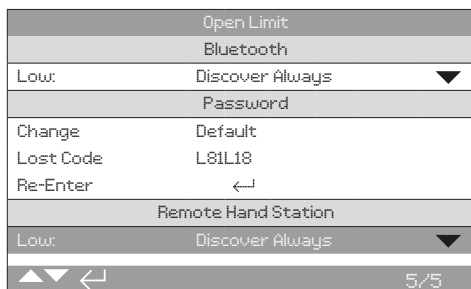 Open Limit
Bluetooth
Low: Discover Always
Password
Change Default
Lost Code L81L18
Re-Enter
Remote Hand Station
Low: Discover Always
5/5